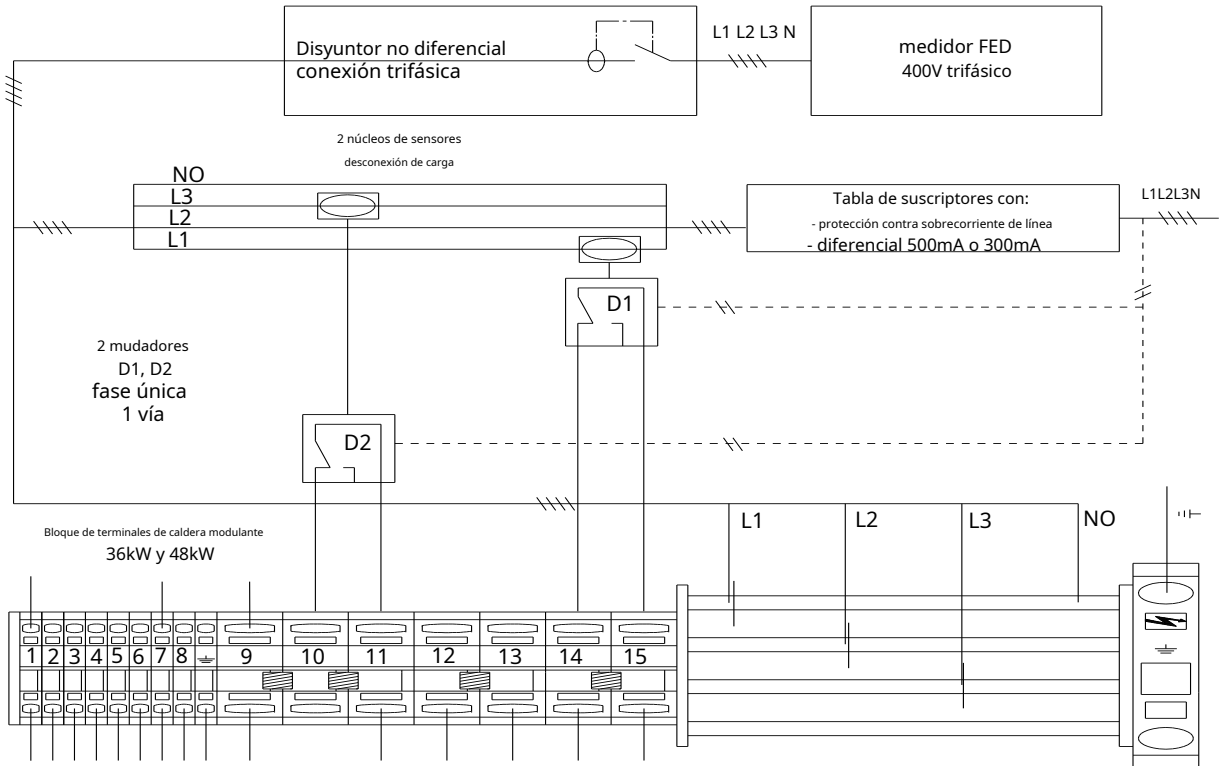 Disyuntor no diferencial
conexión trifásica
L1 L2 L3 N
medidor FED
400V trifásico
2 núcleos de sensores
desconexión de carga
NO
L3
L2
L1
Tabla de suscriptores con:
- protección contra sobrecorriente de línea
- diferencial 500mA o 300mA
L1L2L3N
D1
2 mudadores
D1, D2
fase única
1 vía
D2
L1
L2
L3
NO
Bloque de terminales de caldera modulante
36kW y 48kW
1 2 3 4 5 6 7 8 9 10 11 12 13 14 15